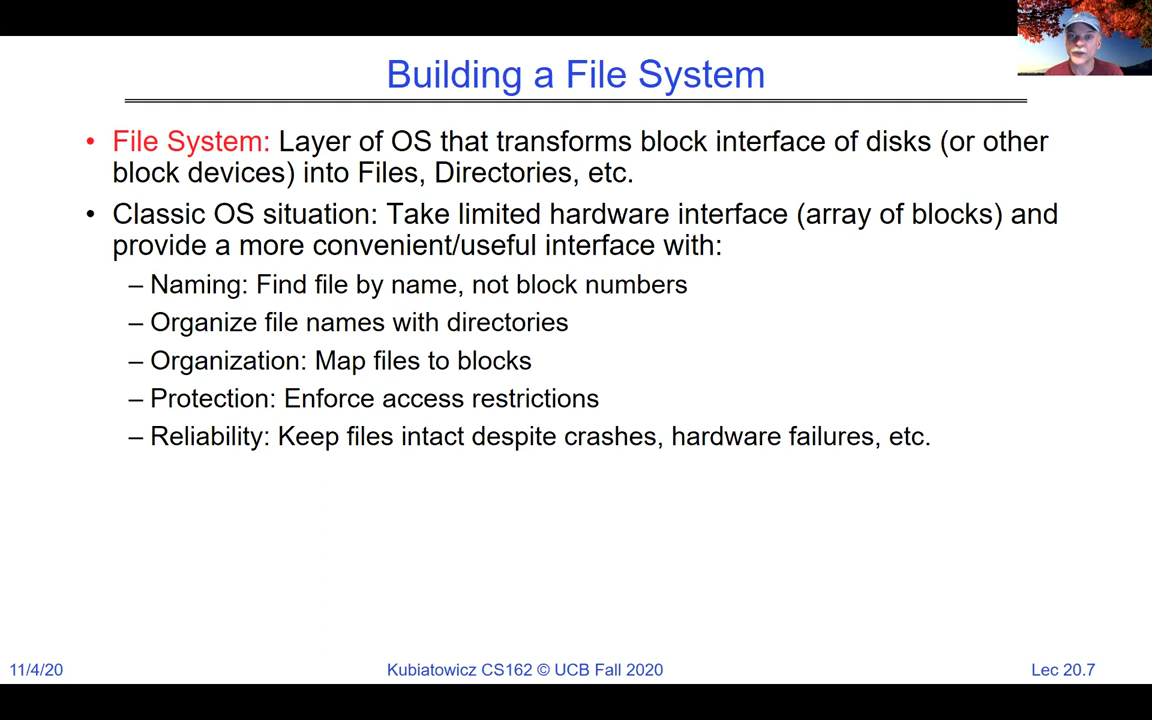 Building a File System
• File System: Layer of OS that transforms block interface of disks (or other
block devices) into Files, Directories, etc.
• Classic OS situation: Take limited hardware interface (array of blocks) and
provide a more convenient/useful interface with:
– Naming: Find file by name, not block numbers
– Organize file names with directories
– Organization: Map files to blocks
– Protection: Enforce access restrictions
– Reliability: Keep files intact despite crashes, hardware failures, etc.
11/4/20
Kubiatowicz CS162 © UCB Fall 2020
Lec 20.7